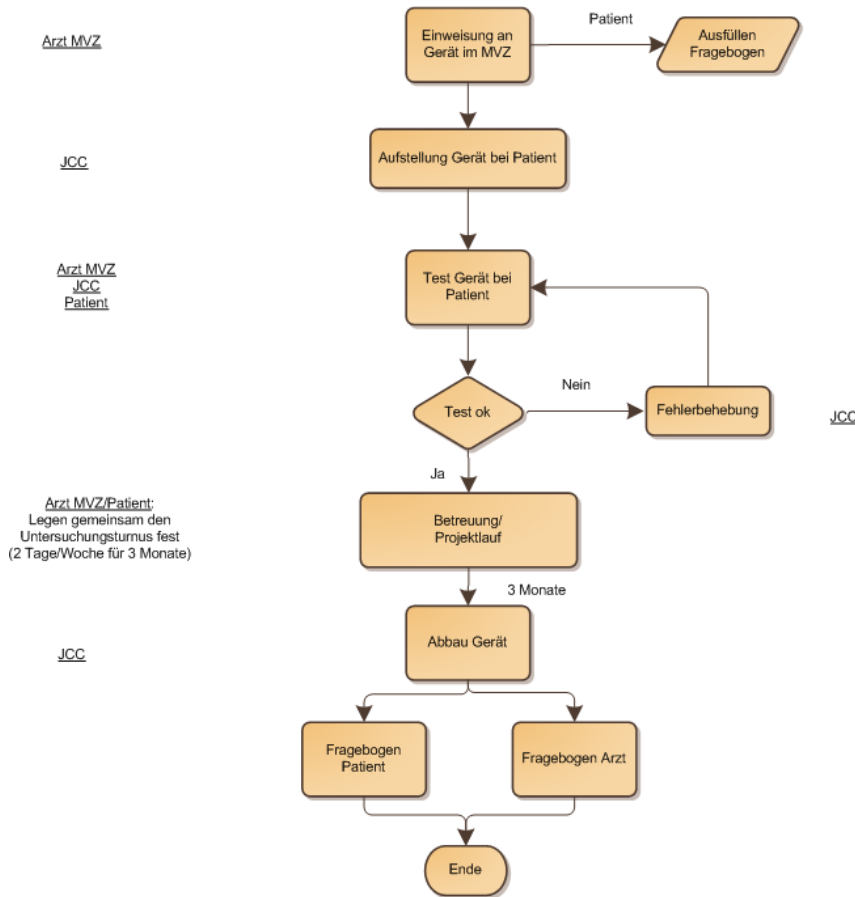 Arzt MVZ
Einweisung an
Gerät im MVZ
Patient
Ausfüllen
Fragebogen
JCC
Aufstellung Gerät bei Patient
Arzt MVZ
JCC
Patient
Test Gerät bei
Patient
Test ok
Nein
Fehlerbehebung
JCC
Ja
Arzt MVZ/Patient:
Legen gemeinsam den
Untersuchungsturnus fest
(2 Tage/Woche für 3 Monate)
Betreuung/
Projektlauf
3 Monate
JCC
Abbau Gerät
Fragebogen
Patient
Fragebogen Arzt
Ende